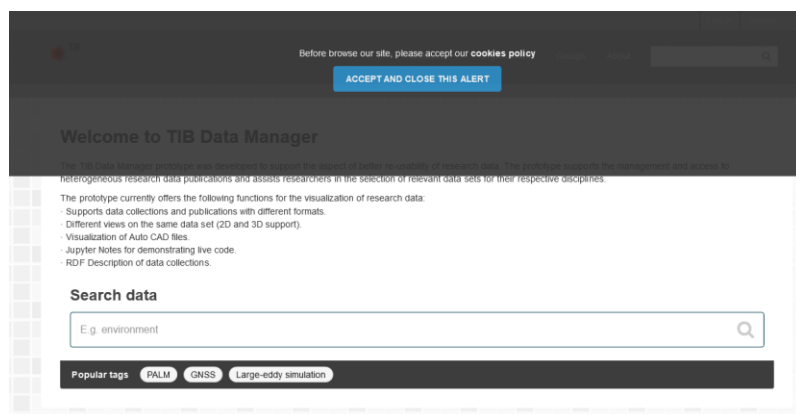 Before browse our site, please accept our cookies policy
ACCEPT AND CLOSE THIS ALERT
Welcome to TIB Data Manager
The TIB Data Manager prototype was developed to support the aspect of better re-usability of research data. The prototype supports the management and access to
heterogeneous research data publications and assists researchers in the selection of relevant data sets for their respective disciplines.
The prototype currently offers the following functions for the visualization of research data:
· Supports data collections and publications with different formats.
· Different views on the same data set (2D and 3D support).
· Visualization of Auto CAD files.
· Jupyter Notes for demonstrating live code.
· RDF Description of data collections.
Search data
E.g. environment
Popular tags PALM GNSS Large-eddy simulation